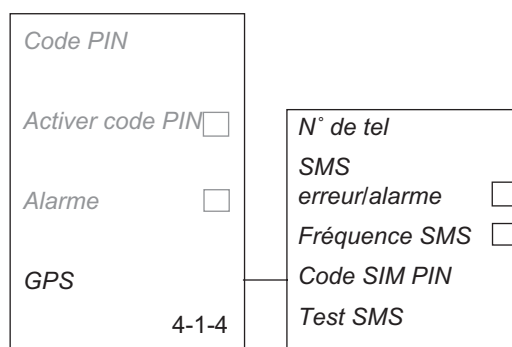 Code PIN
Activer code PIN
Alarme
GPS
4-1-4
N° de tel
SMS
erreur/alarme
Fréquence SMS
Code SIM PIN
Test SMS